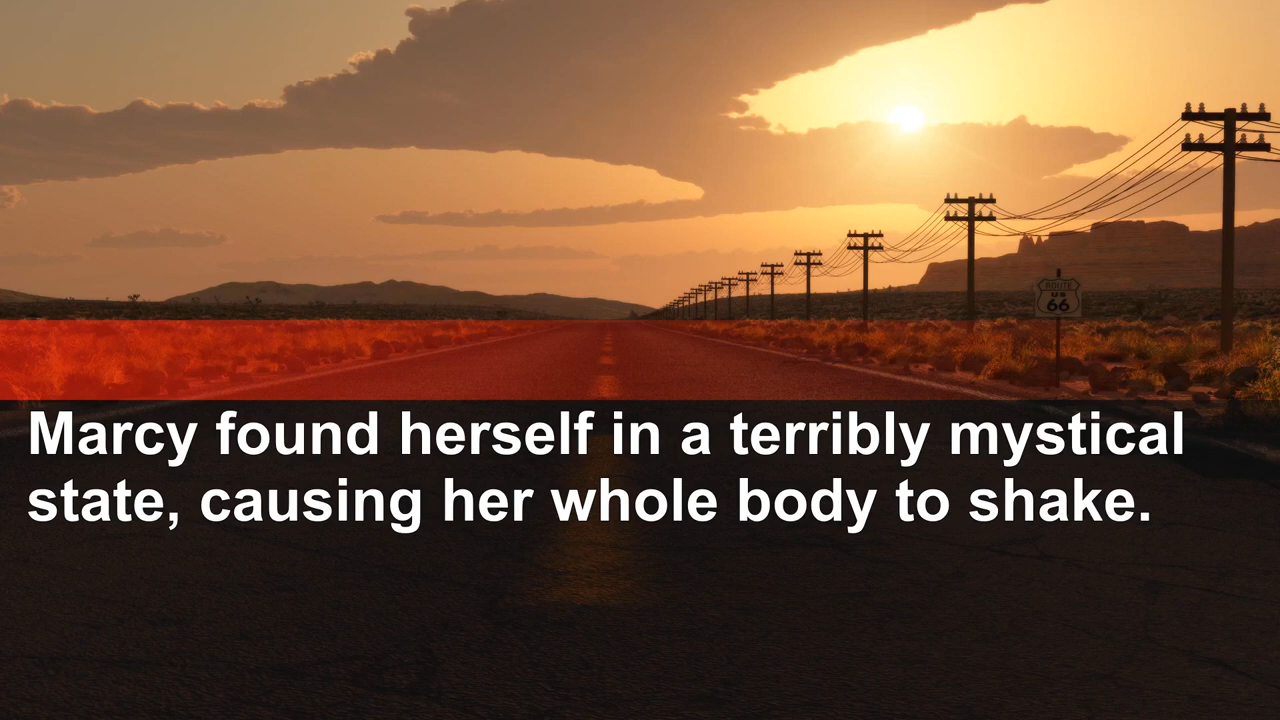 ROUTE
US
66
Marcy found herself in a terribly mystical
state, causing her whole body to shake.